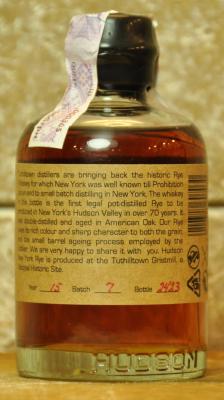 Tuthilltown distillers are bringing back the historic Rye
Whiskey for which New York was well known till Prohibition
and to small batch distilling in New York. The whiskey
in this bottle is the first legal pot-distilled Rye to be
produced in New York's Hudson Valley in over 70 years. It
was double-distilled and aged in American Oak. Our Rye
owes its rich colour and sharp character to both the grain
and the small barrel ageing process employed by the
distiller. We are very happy to share it with you. Hudson
New York Rye is produced at the Tuthilltown Gristmill, a
National Historic Site.
Year 15 Batch 7 Bottle 2423
HUDSON